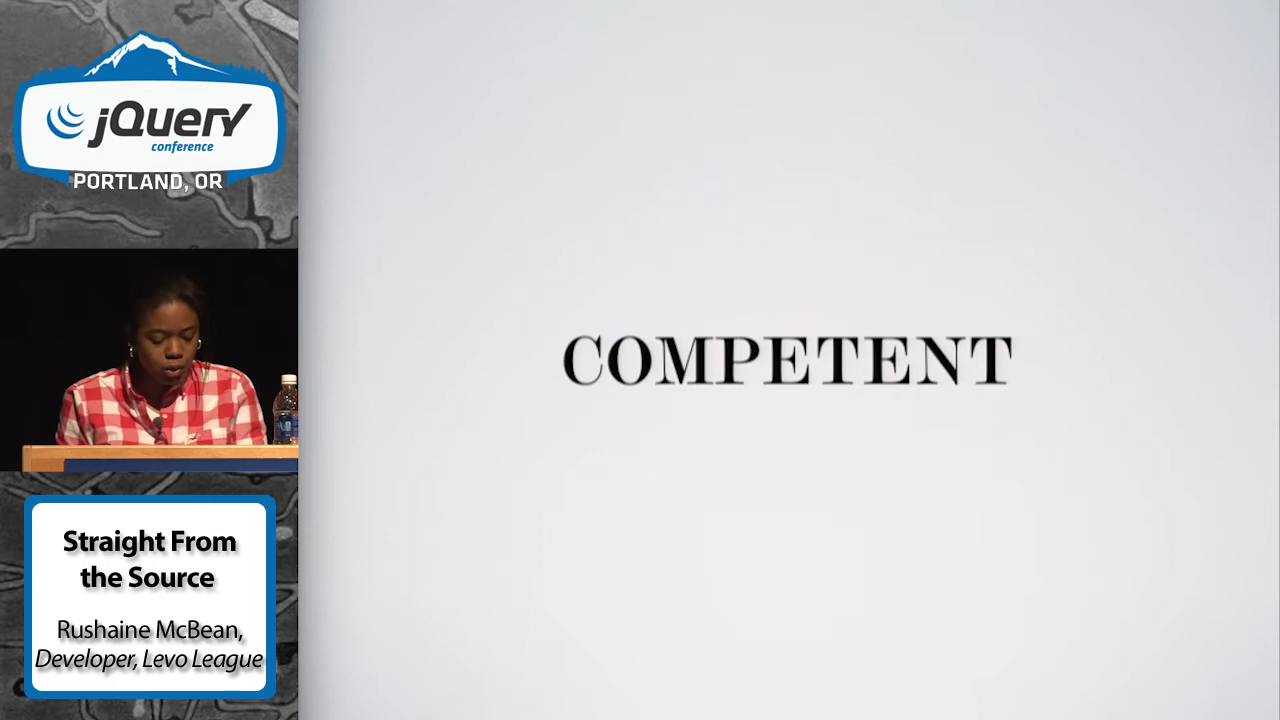 jQuery
conference
PORTLAND, OR
COMPETENT
Straight From
the Source
Rushaine McBean,
Developer, Levo League